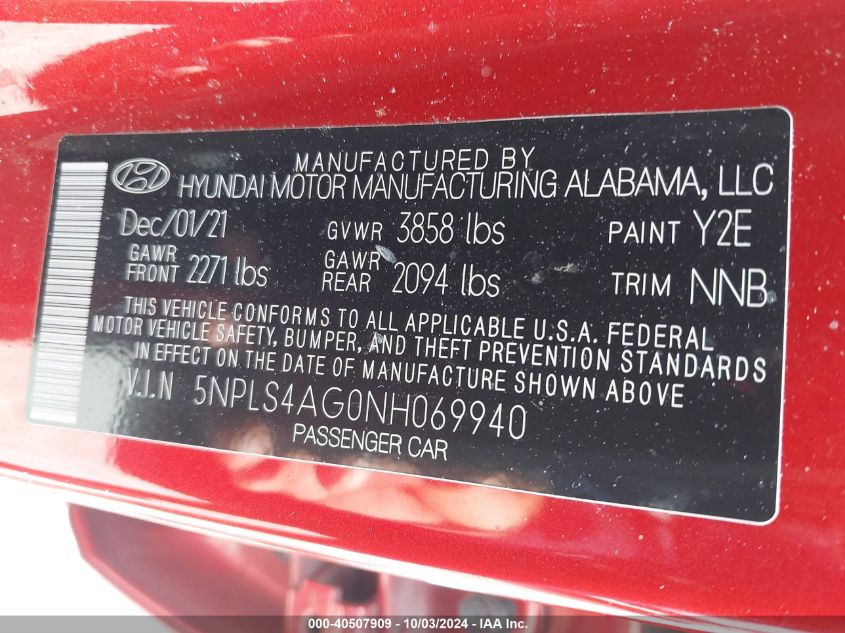 MANUFACTURED BY
HYUNDAI MOTOR MANUFACTURING ALABAMA, LLC
Dec/01/21 GVWR 3858 lbs PAINT Y2E
GAWR FRONT 2271 lbs GAWR REAR 2094 lbs TRIM NNB
THIS VEHICLE CONFORMS TO ALL APPLICABLE U.S.A. FEDERAL
MOTOR VEHICLE SAFETY, BUMPER, AND THEFT PREVENTION STANDARDS
IN EFFECT ON THE DATE OF MANUFACTURE SHOWN ABOVE
V.I.N 5NPLS4AG0NH069940
PASSENGER CAR
000-40507909 - 10/03/2024 - IAA Inc.